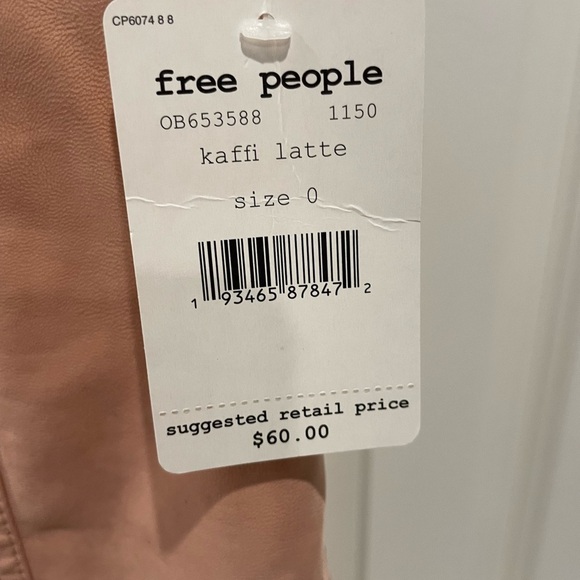 CP6074 8 8
free people
OB653588 1150
kaffi latte
size 0
1 93465 87847 2
suggested retail price
$60.00